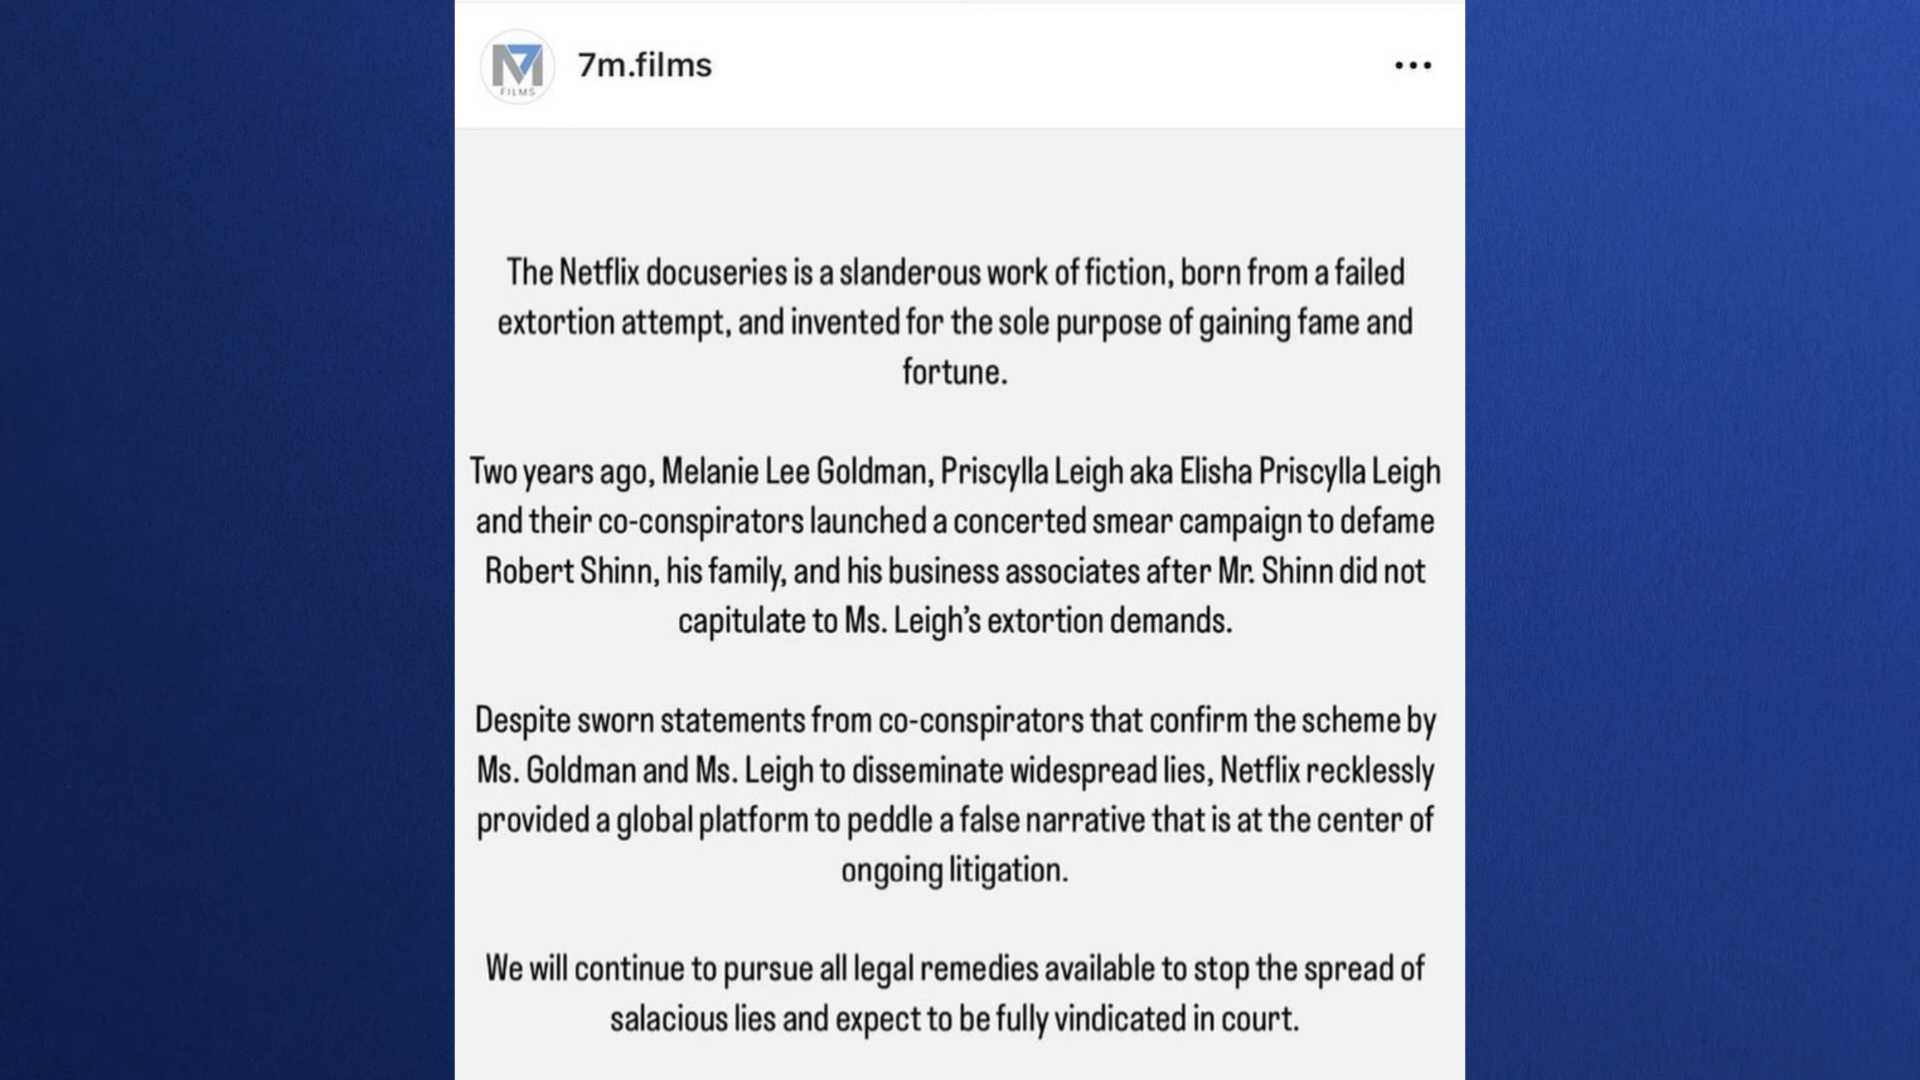 M7
FILMS
7m.films
The Netflix docuseries is a slanderous work of fiction, born from a failed
extortion attempt, and invented for the sole purpose of gaining fame and
fortune.
Two years ago, Melanie Lee Goldman, Priscylla Leigh aka Elisha Priscylla Leigh
and their co-conspirators launched a concerted smear campaign to defame
Robert Shinn, his family, and his business associates after Mr. Shinn did not
capitulate to Ms. Leigh's extortion demands.
Despite sworn statements from co-conspirators that confirm the scheme by
Ms. Goldman and Ms. Leigh to disseminate widespread lies, Netflix recklessly
provided a global platform to peddle a false narrative that is at the center of
ongoing litigation.
We will continue to pursue all legal remedies available to stop the spread of
salacious lies and expect to be fully vindicated in court.